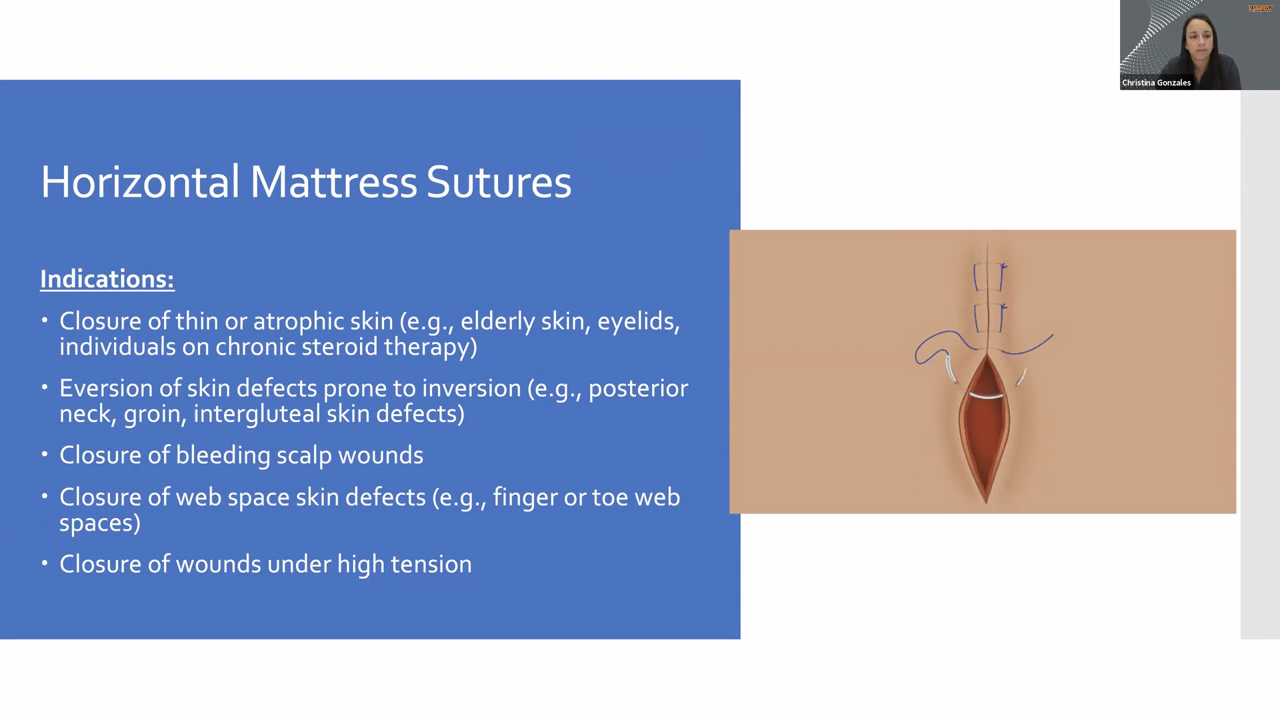 Christina Gonzales
Horizontal Mattress Sutures
Indications:
• Closure of thin or atrophic skin (e.g., elderly skin, eyelids,
individuals on chronic steroid therapy)
• Eversion of skin defects prone to inversion (e.g., posterior
neck, groin, intergluteal skin defects)
• Closure of bleeding scalp wounds
• Closure of web space skin defects (e.g., finger or toe web
spaces)
• Closure of wounds under high tension